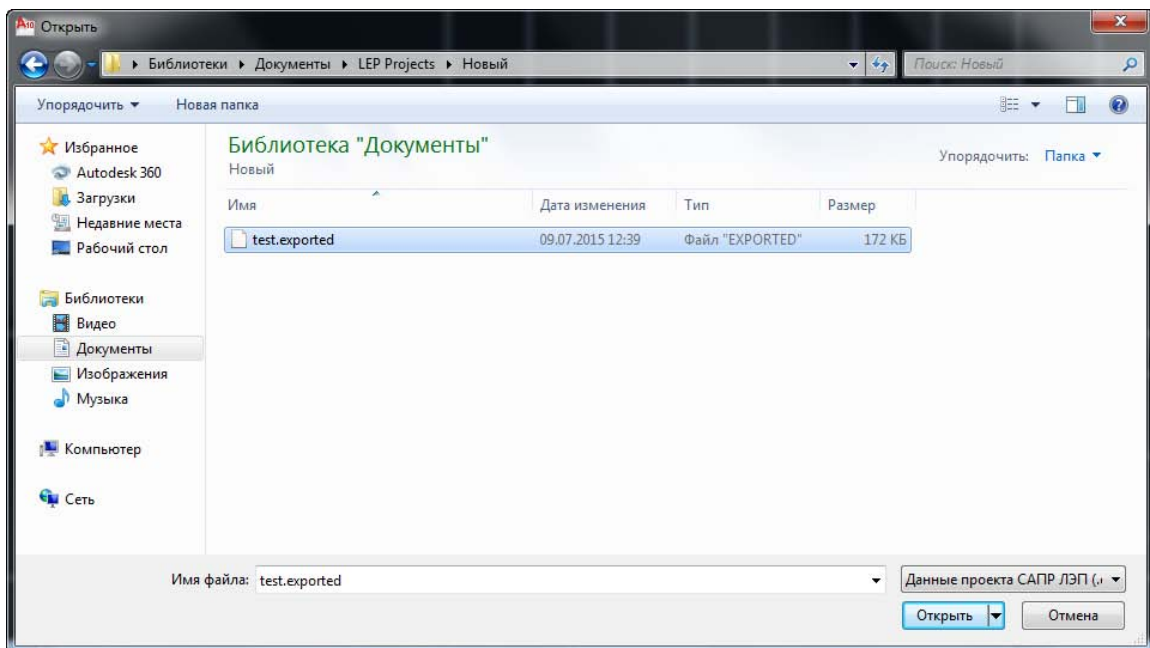 A10 Открыть
Библиотеки ▸ Документы ▸ LEP Projects ▸ Новый
Поиск: Новый
Упорядочить
Новая папка
Избранное
Autodesk 360
Загрузки
Недавние места
Рабочий стол
Библиотеки
Видео
Документы
Изображения
Музыка
Компьютер
Сеть
Библиотека "Документы"
Новый
Упорядочить: Папка
Имя Дата изменения Тип Размер
test.exported 09.07.2015 12:39 Файл "EXPORTED" 172 КБ
Имя файла: test.exported
Данные проекта САПР ЛЭП (.
Открыть Отмена